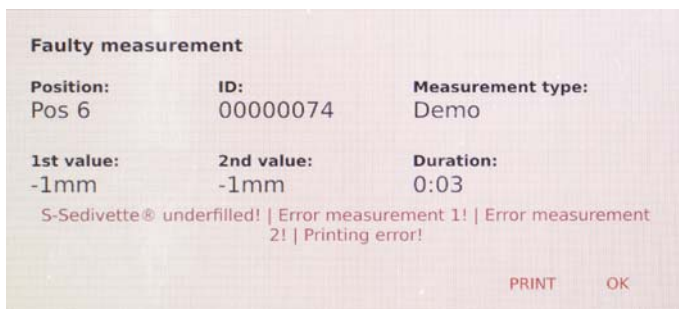 Faulty measurement
Position: ID: Measurement type:
Pos 6 00000074 Demo
1st value: 2nd value: Duration:
-1mm -1mm 0:03
S-Sedivette® underfilled! | Error measurement 1! | Error measurement
2! | Printing error!
PRINT OK